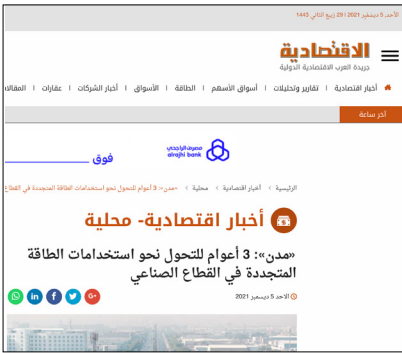 الأحد 5 ديسمبر 2021 | 29 ربيع الثاني 1443
الاقتصادية
جريدة العرب الاقتصادية الدولية
أخبار اقتصادية | تقارير وتحليلات | أسواق الأسهم | الطاقة | الأسواق | أخبار الشركات | عقارات | المقالات
آخر ساعة
مصرف الراجحي
alrajhi bank
فوق
الرئيسية > أخبار اقتصادية > محلية > «مدن»: 3 أعوام للتحول نحو استخدامات الطاقة المتجددة في القطاع
أخبار اقتصادية- محلية
«مدن»: 3 أعوام للتحول نحو استخدامات الطاقة
المتجددة في القطاع الصناعي
الاحد 5 ديسمبر 2021